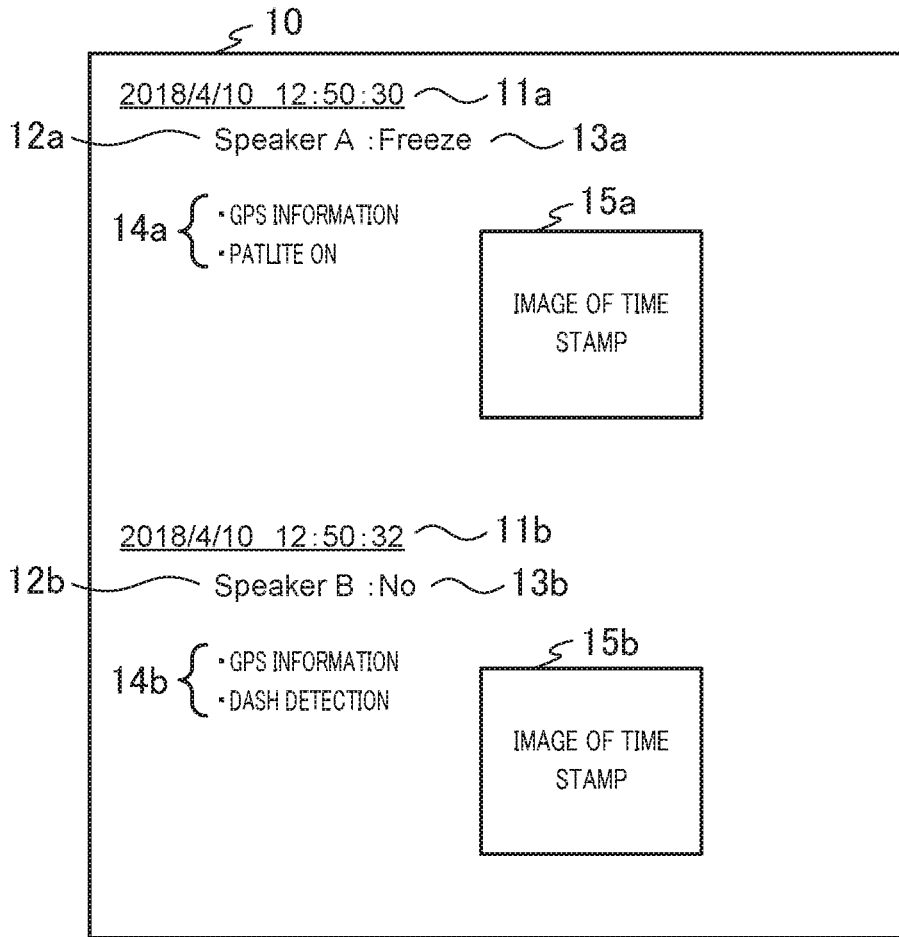 10
2018/4/10 12:50:30 11a
12a Speaker A :Freeze 13a
14a
・GPS INFORMATION
・PATLITE ON
15a
IMAGE OF TIME
STAMP
2018/4/10 12:50:32 11b
12b Speaker B :No 13b
14b
・GPS INFORMATION
・DASH DETECTION
15b
IMAGE OF TIME
STAMP